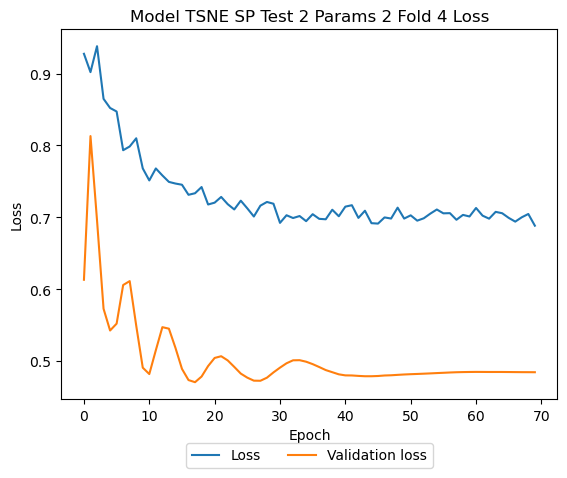 Model TSNE SP Test 2 Params 2 Fold 4 Loss
Loss
0.9
0.8
0.7
0.6
0.5
0 10 20 30 40 50 60 70
Epoch
Loss Validation loss